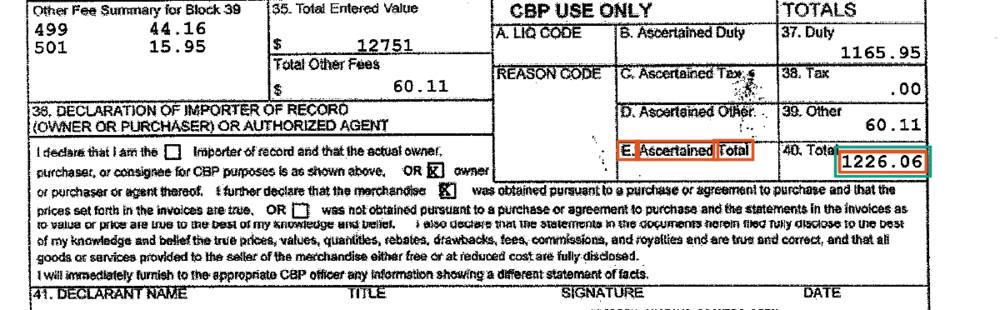 Other Fee Summary for Block 39
499 44.16
501 15.95
35. Total Entered Value
$ 12751
Total Other Fees
$ 60.11
CBP USE ONLY
TOTALS
A. LIQ CODE
B. Ascertained Duty
37. Duty
1165.95
REASON CODE
C. Ascertained Tax
38. Tax
.00
D. Ascertained Other
39. Other
60.11
E. Ascertained Total
40. Total
1226.06
36. DECLARATION OF IMPORTER OF RECORD
(OWNER OR PURCHASER) OR AUTHORIZED AGENT
I declare that I am the Importer of record and that the actual owner,
purchaser, or consignee for CBP purposes is as shown above, OR X owner
or purchaser or agent thereof. I further declare that the merchandise X was obtained pursuant to a purchase or agreement to purchase and that the
prices set forth in the invoices are true, OR was not obtained pursuant to a purchase or agreement to purchase and the statements in the invoices as
to value or price are true to the best of my knowledge and belief. I also declare that the statements in the documents herein filed fully disclose to the best
of my knowledge and belief the true prices, values, quantities, rebates, drawbacks, fees, commissions, and royalties and are true and correct, and that all
goods or services provided to the seller of the merchandise either free or at reduced cost are fully disclosed.
I will immediately furnish to the appropriate CBP officer any information showing a different statement of facts.
41. DECLARANT NAME TITLE SIGNATURE DATE